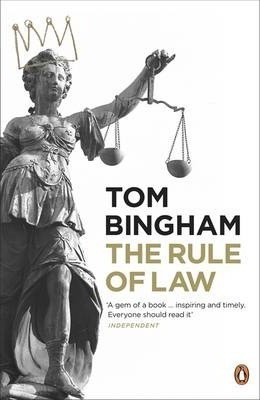 TOM
BINGHAM
THE RULE
OF LAW
‘A gem of a book ... inspiring and timely.
Everyone should read it’
INDEPENDENT